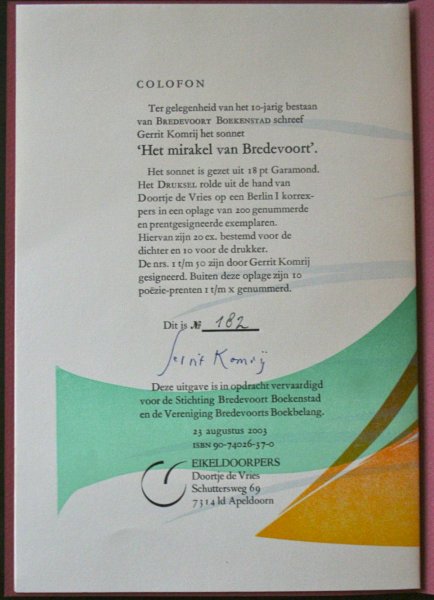 COLOFON
Ter gelegenheid van het 10-jarig bestaan
van BREDEVOORT BOEKENSTAD schreef
Gerrit Komrij het sonnet
'Het mirakel van Bredevoort'.
Het sonnet is gezet uit 18 pt Garamond.
Het DRUKSEL rolde uit de hand van
Doortje de Vries op een Berlin I korrex-
pers in een oplage van 200 genummerde
en prentgesigneerde exemplaren.
Hiervan zijn 20 ex. bestemd voor de
dichter en 10 voor de drukker.
De nrs. 1 t/m 50 zijn door Gerrit Komrij
gesigneerd. Buiten deze oplage zijn 10
poëzie-prenten I t/m X genummerd.
Dit is № 182
Gerrit Komrij
Deze uitgave is in opdracht vervaardigd
voor de Stichting Bredevoort Boekenstad
en de Vereniging Bredevoorts Boekbelang.
23 augustus 2003
ISBN 90-74026-37-0
EIKELDOORPERS
Doortje de Vries
Schuttersweg 69
7314 ld Apeldoorn